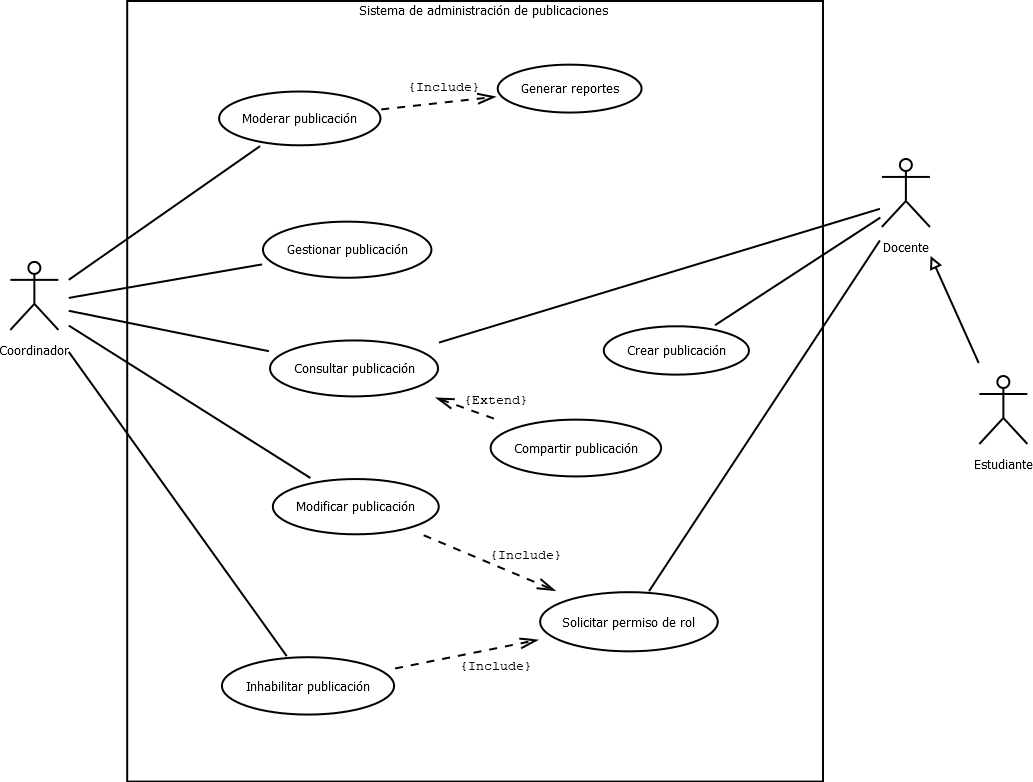 Sistema de administración de publicaciones
{Include}
Generar reportes
Moderar publicación
Docente
Gestionar publicación
Coordinador
Crear publicación
Consultar publicación
{Extend}
Compartir publicación
Estudiante
Modificar publicación
{Include}
Solicitar permiso de rol
{Include}
Inhabilitar publicación